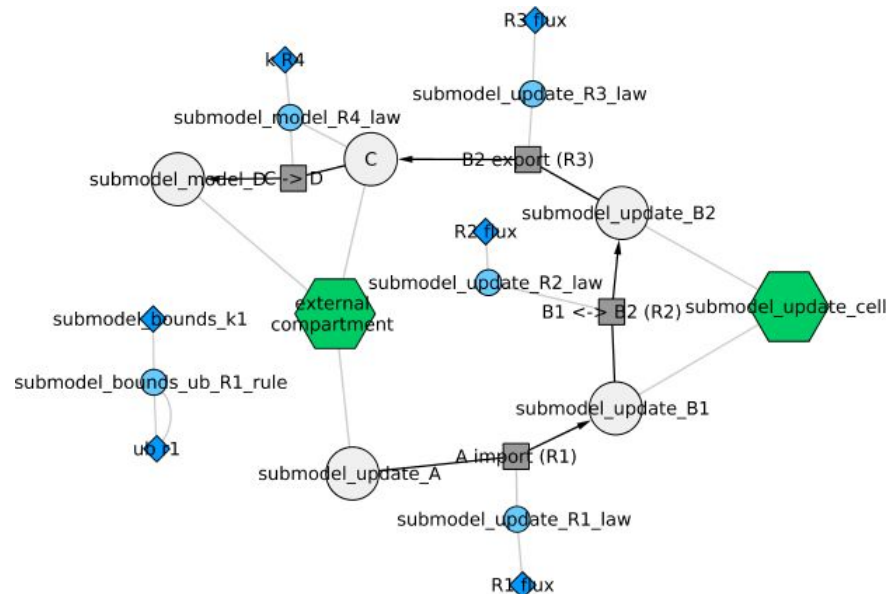 R3 flux
k R4
submodel_update_R3_law
submodel_model_R4_law
C
B2 export (R3)
submodel_model_D
C -> D
submodel_update_B2
R2 flux
submodel_update_R2_law
external
compartment
submodel_update_cell
B1 <-> B2 (R2)
submodel_bounds_k1
submodel_bounds_ub_R1_rule
submodel_update_B1
ub r1
A import (R1)
submodel_update_A
submodel_update_R1_law
R1 flux